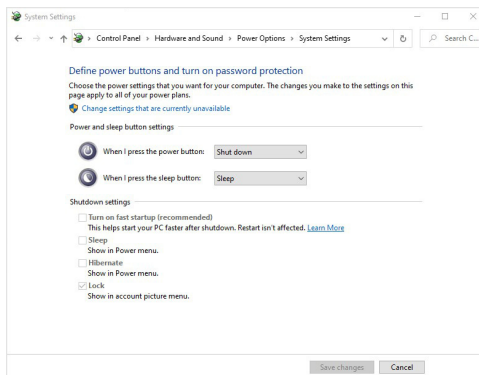 System Settings
Control Panel > Hardware and Sound > Power Options > System Settings
Search C...
Define power buttons and turn on password protection
Choose the power settings that you want for your computer. The changes you make to the settings on this
page apply to all of your power plans.
Change settings that are currently unavailable
Power and sleep button settings
When I press the power button: Shut down
When I press the sleep button: Sleep
Shutdown settings
Turn on fast startup (recommended)
This helps start your PC faster after shutdown. Restart isn't affected. Learn More
Sleep
Show in Power menu.
Hibernate
Show in Power menu.
Lock
Show in account picture menu.
Save changes Cancel